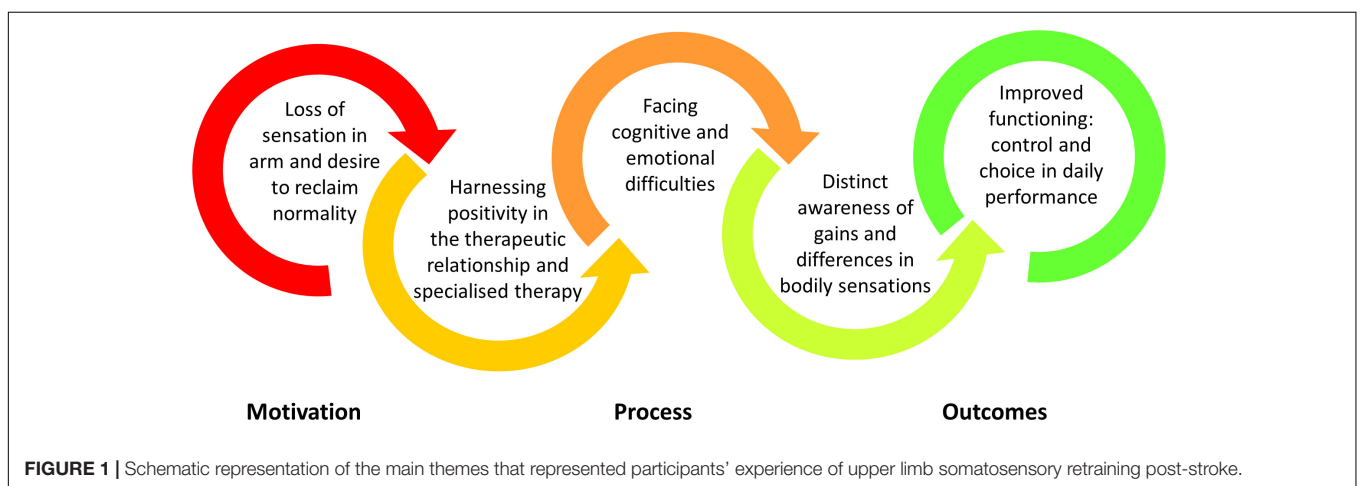 Loss of
sensation in
arm and desire
to reclaim
normality
Harnessing
positivity in
the therapeutic
relationship and
specialised therapy
Facing
cognitive and
emotional
difficulties
Distinct
awareness of
gains and
differences in
bodily sensations
Improved
functioning:
control and
choice in daily
performance
Motivation
Process
Outcomes
FIGURE 1 | Schematic representation of the main themes that represented participants' experience of upper limb somatosensory retraining post-stroke.